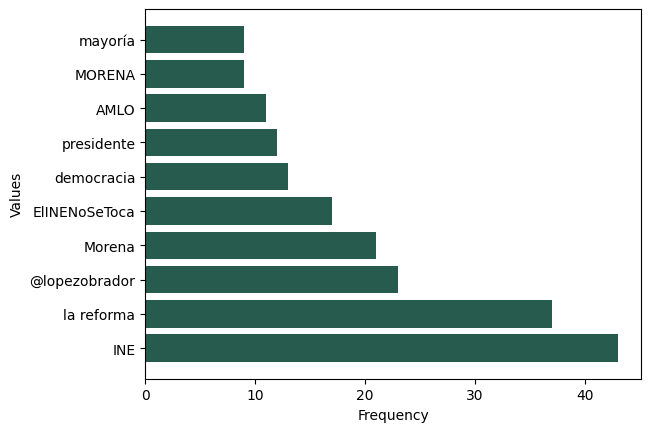 mayoría
MORENA
AMLO
presidente
democracia
ElINENoSeToca
Morena
@lopezobrador
la reforma
INE
Values
0 10 20 30 40
Frequency